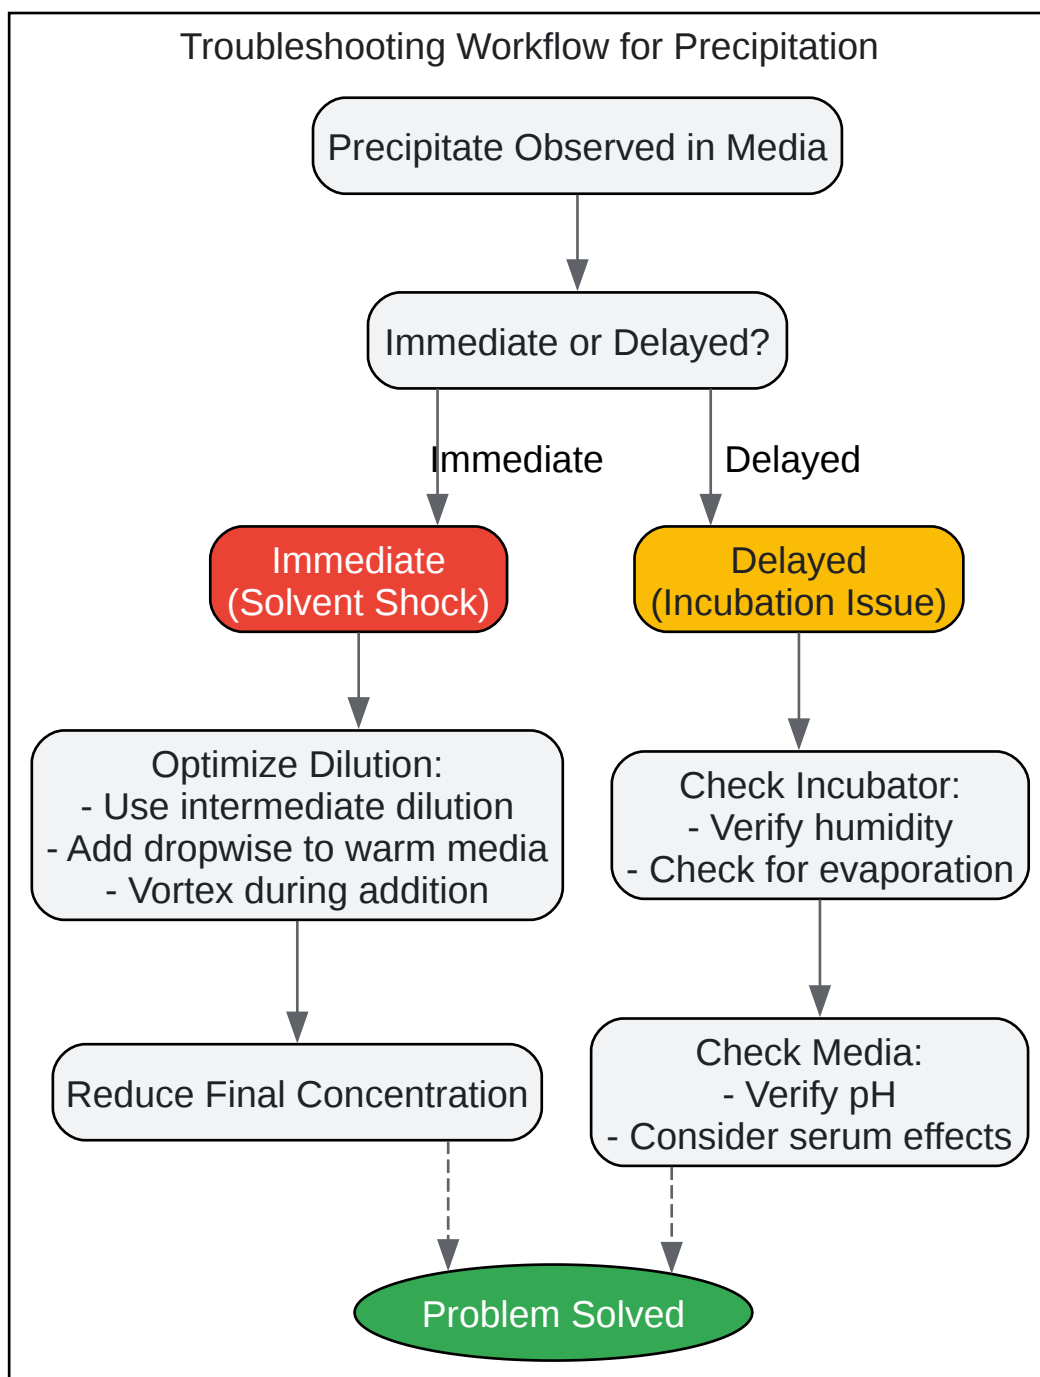 Troubleshooting Workflow for Precipitation
Precipitate Observed in Media
Immediate or Delayed?
Immediate
Delayed
Immediate
(Solvent Shock)
Delayed
(Incubation Issue)
Optimize Dilution:
- Use intermediate dilution
- Add dropwise to warm media
- Vortex during addition
Check Incubator:
- Verify humidity
- Check for evaporation
Reduce Final Concentration
Check Media:
- Verify pH
- Consider serum effects
Problem Solved